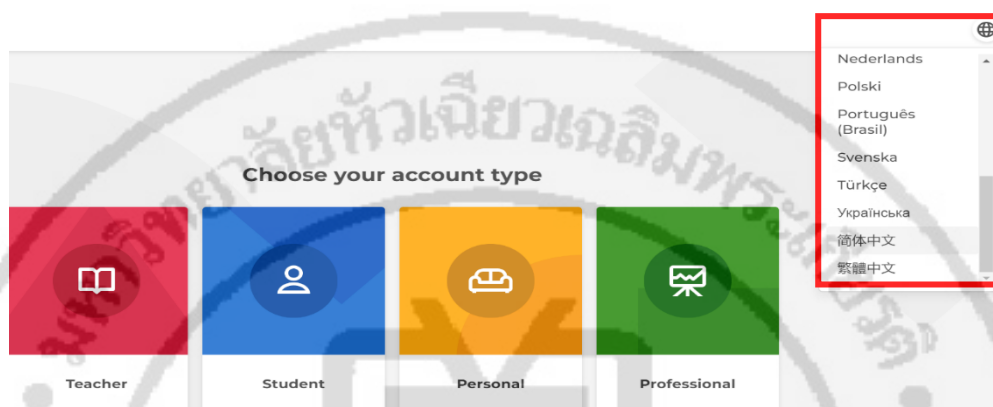 Nederlands
Polski
Português
(Brasil)
Svenska
Türkçe
Українська
简体中文
繁體中文
Choose your account type
Teacher
Student
Personal
Professional